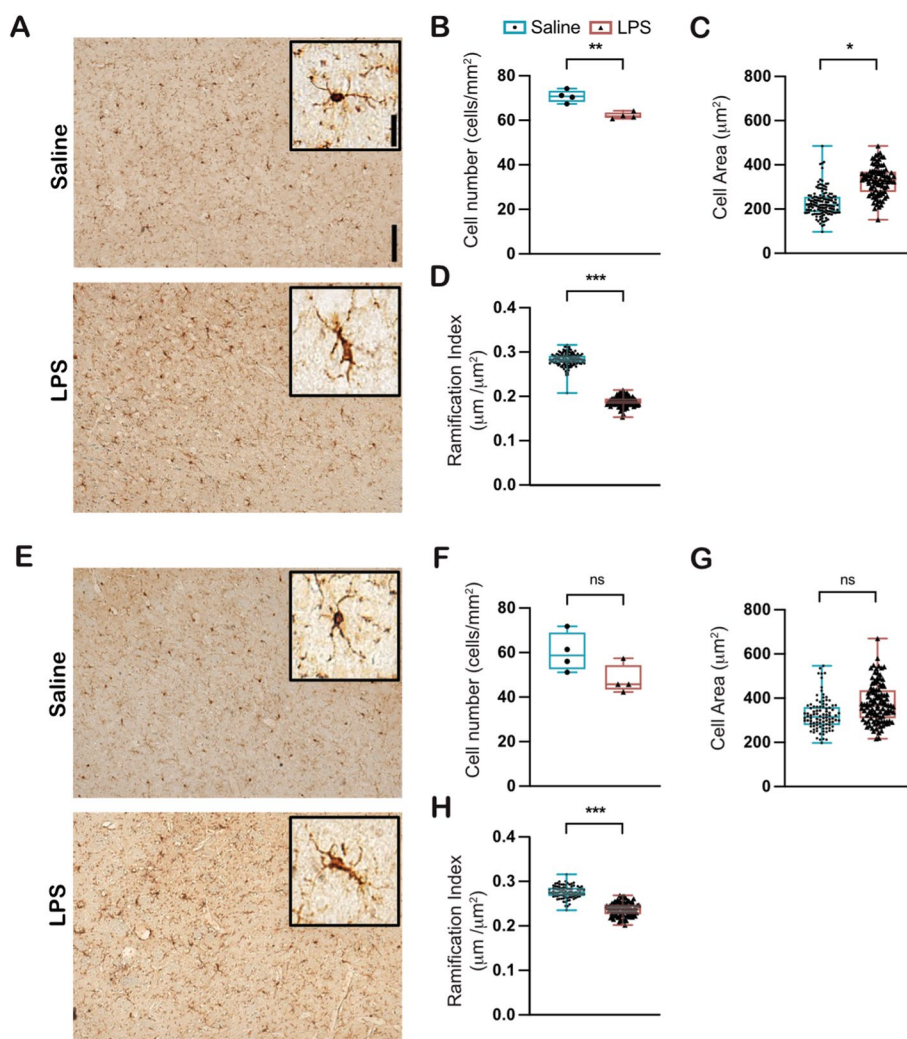 A
Saline
LPS
B
Saline LPS
Cell number (cells/mm²)
80
60
40
20
0
**
C
Cell Area (μm²)
800
600
400
200
0
*
D
Ramification Index
(μm /μm²)
0.4
0.3
0.2
0.1
0.0
***
E
Saline
LPS
F
Cell number (cells/mm²)
80
60
40
20
0
ns
G
Cell Area (μm²)
800
600
400
200
0
ns
H
Ramification Index
(μm /μm²)
0.4
0.3
0.2
0.1
0.0
***